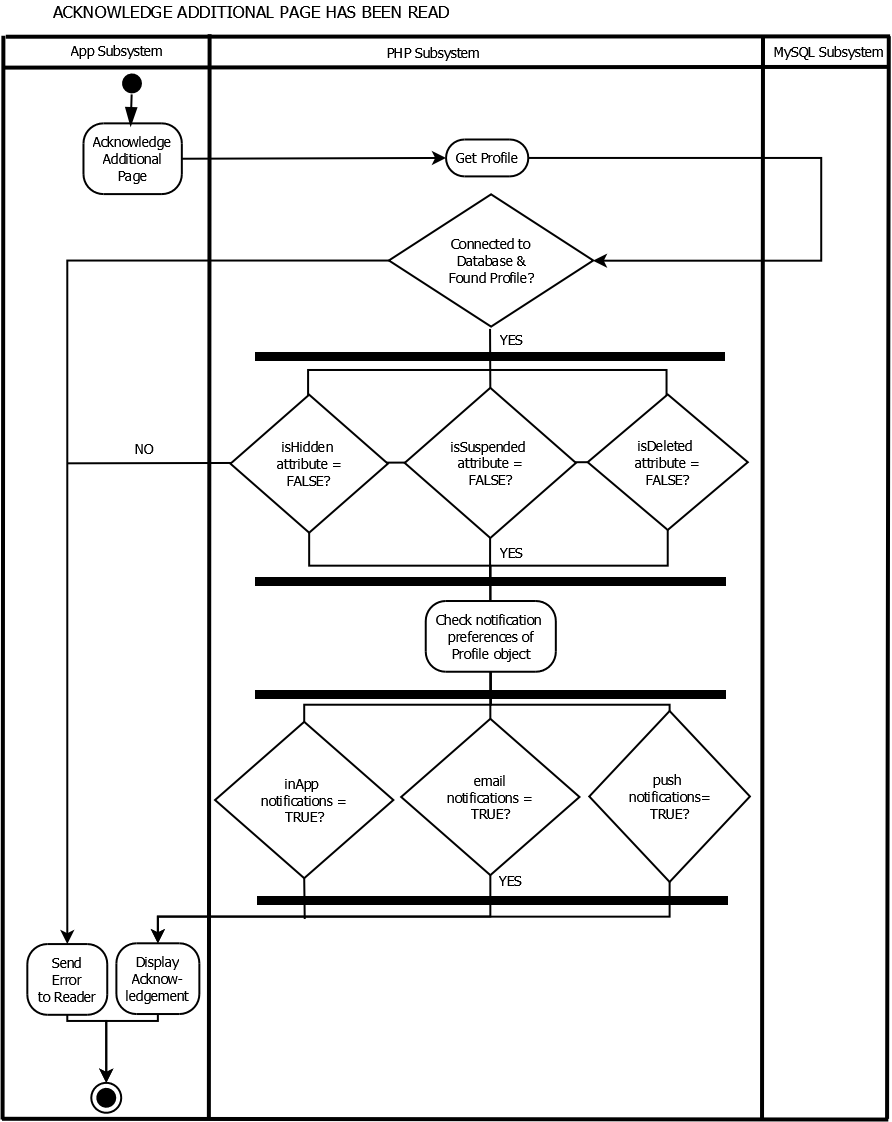 ACKNOWLEDGE ADDITIONAL PAGE HAS BEEN READ
App Subsystem
PHP Subsystem
MySQL Subsystem
Acknowledge
Additional
Page
Get Profile
Connected to
Database &
Found Profile?
YES
NO
isHidden
attribute =
FALSE?
isSuspended
attribute =
FALSE?
isDeleted
attribute =
FALSE?
YES
Check notification
preferences of
Profile object
inApp
notifications =
TRUE?
email
notifications =
TRUE?
push
notifications=
TRUE?
YES
Send
Error
to Reader
Display
Acknow-
ledgement